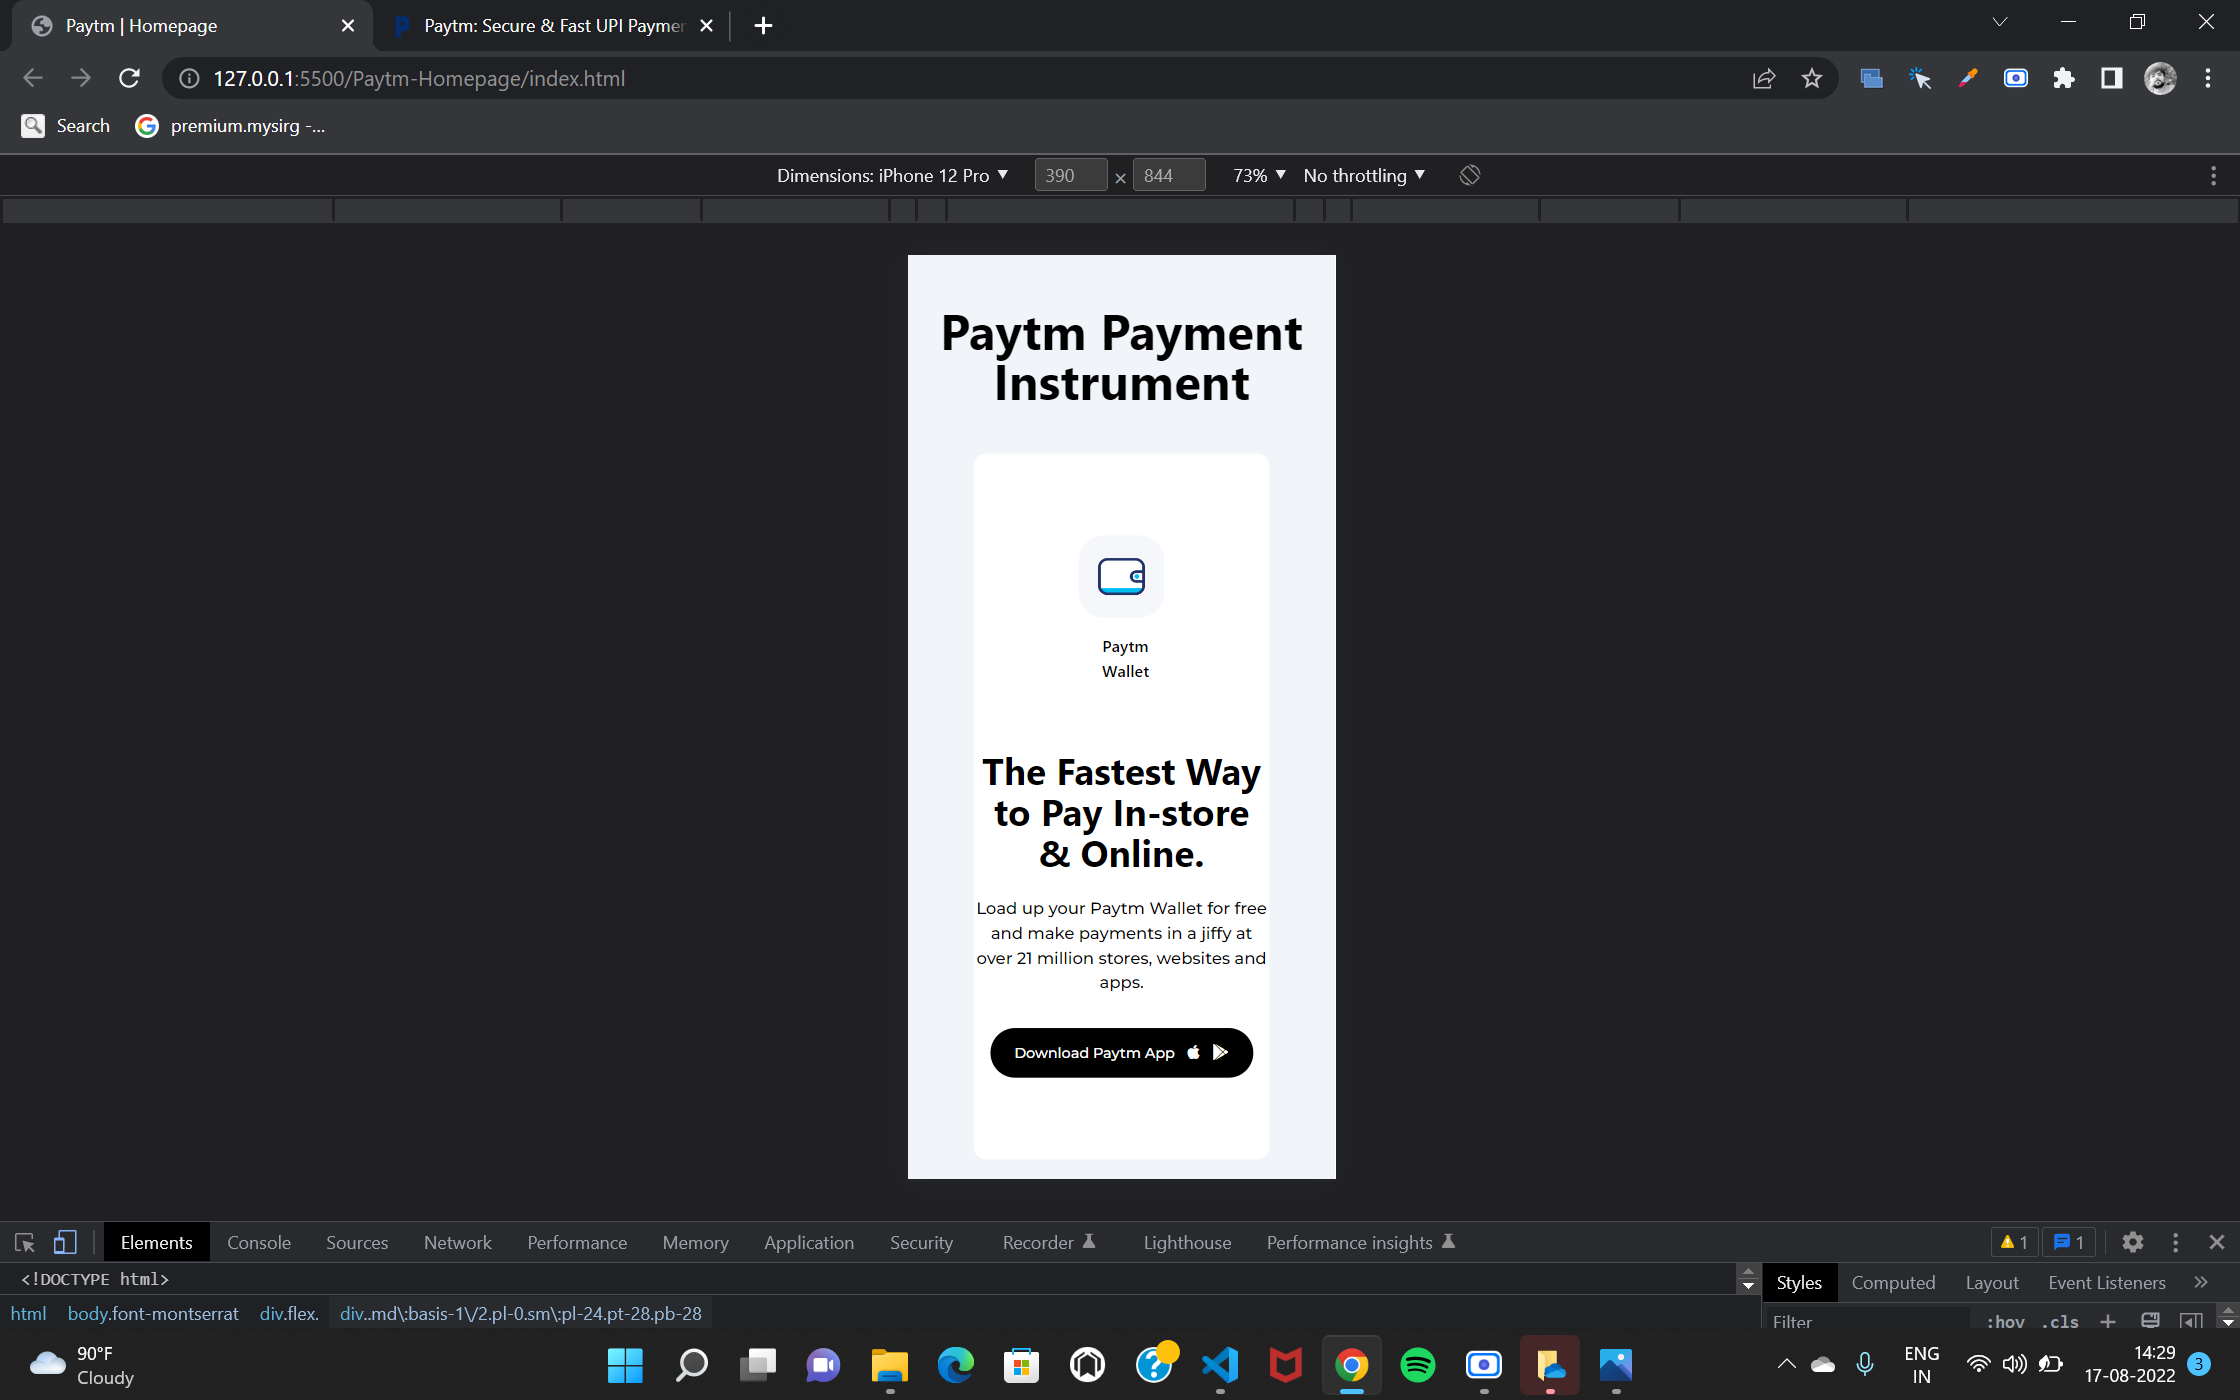 Paytm | Homepage
Paytm: Secure & Fast UPI Paymen
127.0.0.1:5500/Paytm-Homepage/index.html
Search
premium.mysirg -...
Dimensions: iPhone 12 Pro
390 × 844
73%
No throttling
Paytm Payment
Instrument
Paytm
Wallet
The Fastest Way
to Pay In-store
& Online.
Load up your Paytm Wallet for free
and make payments in a jiffy at
over 21 million stores, websites and
apps.
Download Paytm App
Elements Console Sources Network Performance Memory Application Security Recorder Lighthouse Performance insights 1 1
<!DOCTYPE html>
Styles Computed Layout Event Listeners »
html body.font-montserrat div.flex. div..md\:basis-1\/2.pl-0.sm\:pl-24.pt-28.pb-28
Filter :hov .cls +
90°F
Cloudy
ENG
IN
14:29
17-08-2022
3